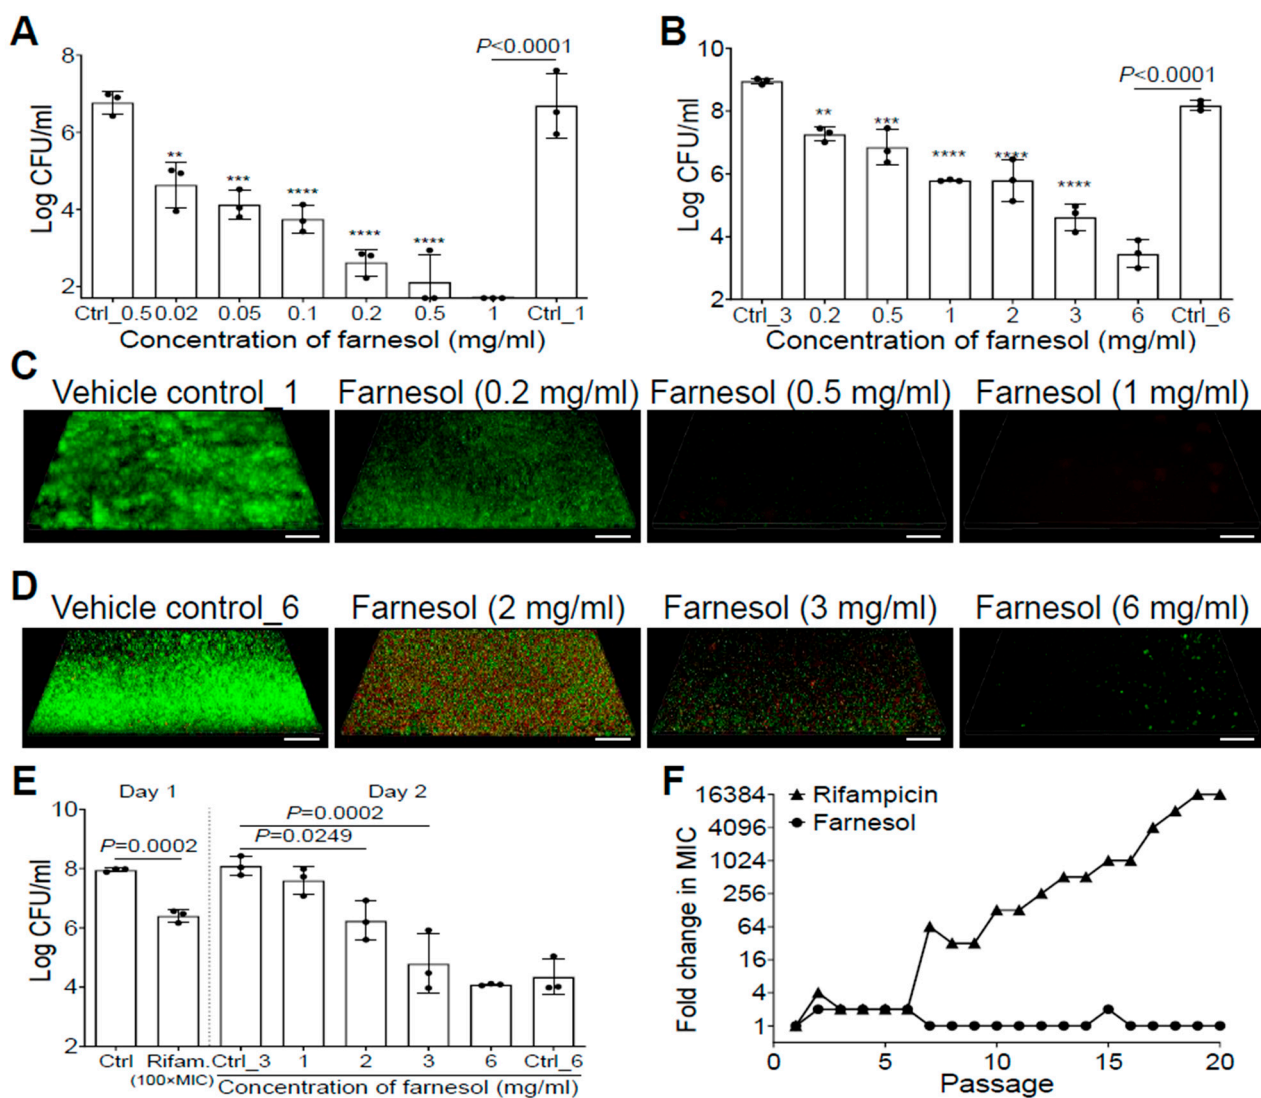 A
8
6
4
2
Log CFU/ml
P<0.0001
**
***
****
****
****
Ctrl_0.5 0.02 0.05 0.1 0.2 0.5 1 Ctrl_1
Concentration of farnesol (mg/ml)
B
10
8
6
4
2
Log CFU/ml
P<0.0001
**
***
****
****
****
Ctrl_3 0.2 0.5 1 2 3 6 Ctrl_6
Concentration of farnesol (mg/ml)
C
Vehicle control_1 Farnesol (0.2 mg/ml) Farnesol (0.5 mg/ml) Farnesol (1 mg/ml)
D
Vehicle control_6 Farnesol (2 mg/ml) Farnesol (3 mg/ml) Farnesol (6 mg/ml)
E
Day 1 Day 2
10
8
6
4
2
Log CFU/ml
P=0.0002
P=0.0002
P=0.0249
Ctrl Rifam. Ctrl_3 1 2 3 6 Ctrl_6
(100×MIC)
Concentration of farnesol (mg/ml)
F
Rifampicin
Farnesol
16384
4096
1024
256
64
16
4
1
Fold change in MIC
0 5 10 15 20
Passage